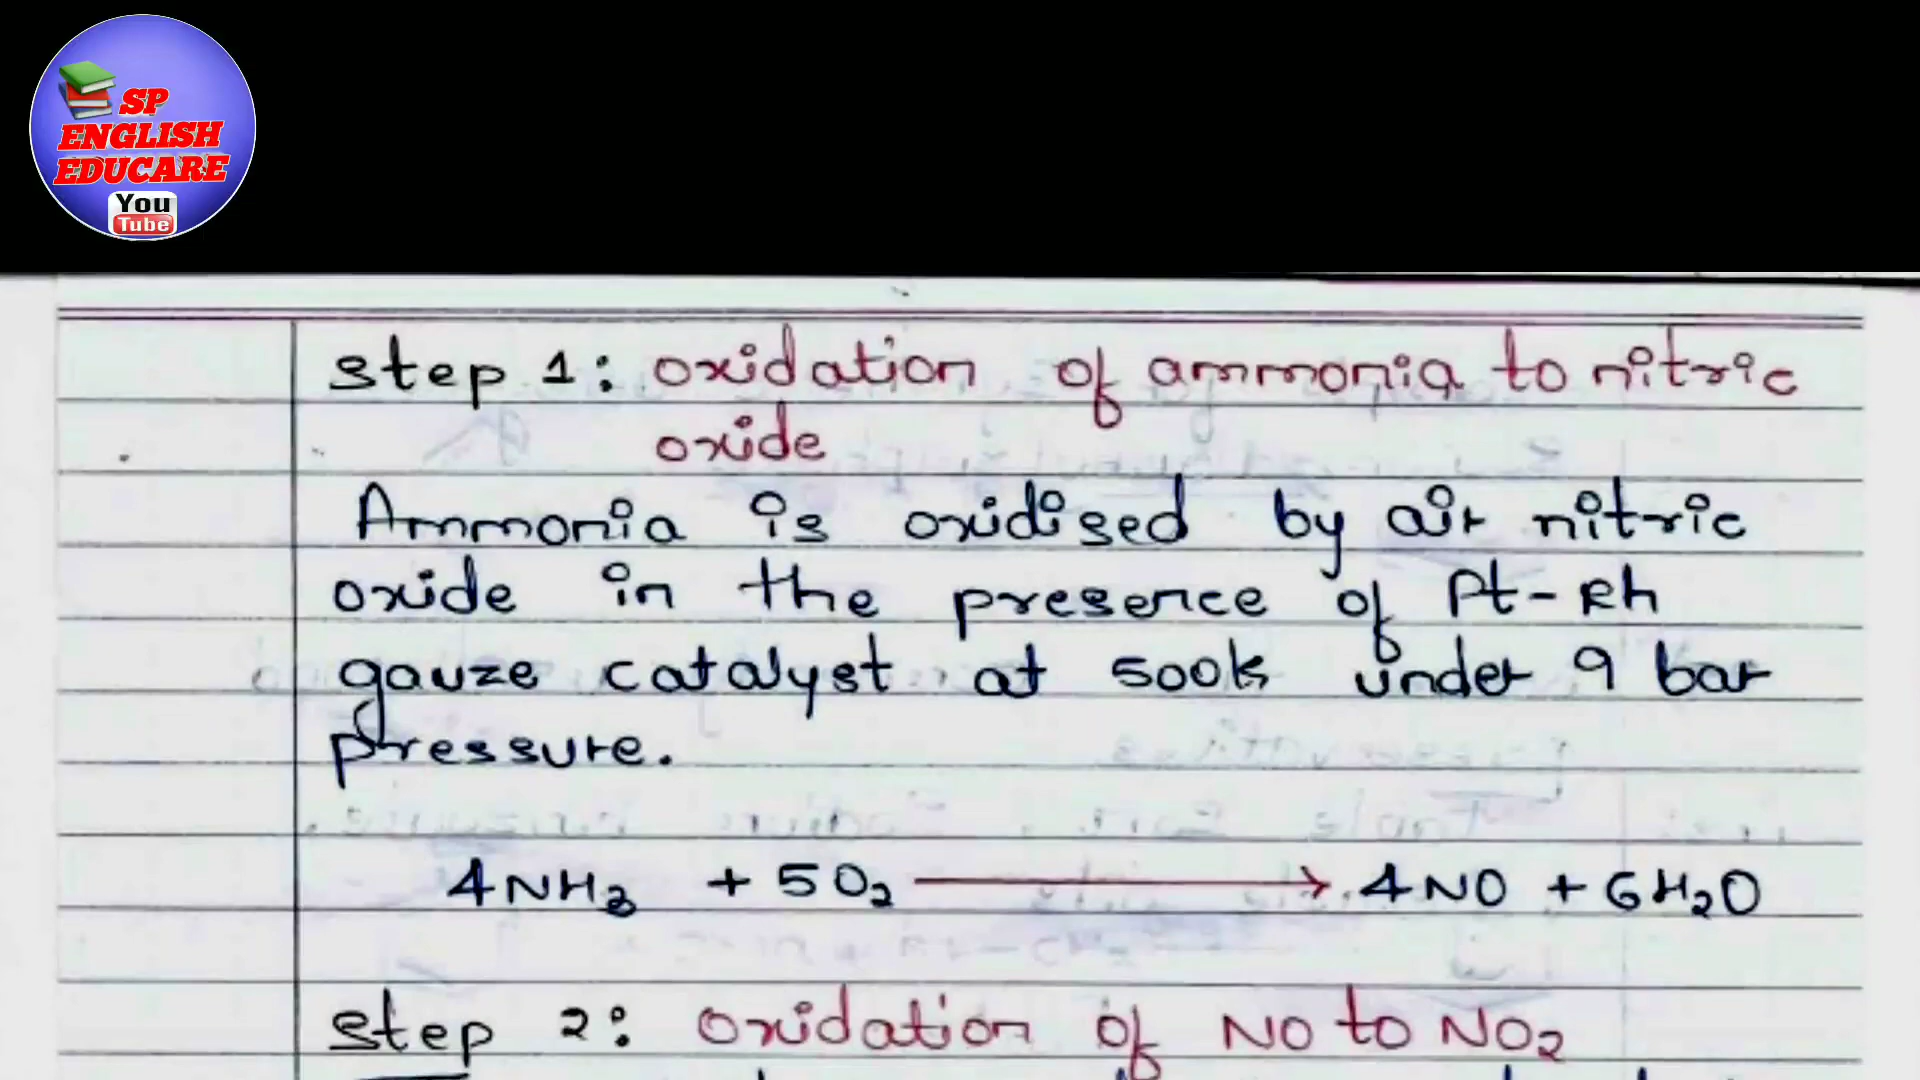 SP
ENGLISH
EDUCARE
You
Tube
step 1: oxidation of ammonia to nitric
oxide
Ammonia is oxidised by air nitric
oxide in the presence of Pt-Rh
gauze catalyst at 500k under 9 bar
pressure.
4NH₃ + 5O₂ ⟶ 4NO + 6H₂O
step 2: Oxidation of NO to NO₂